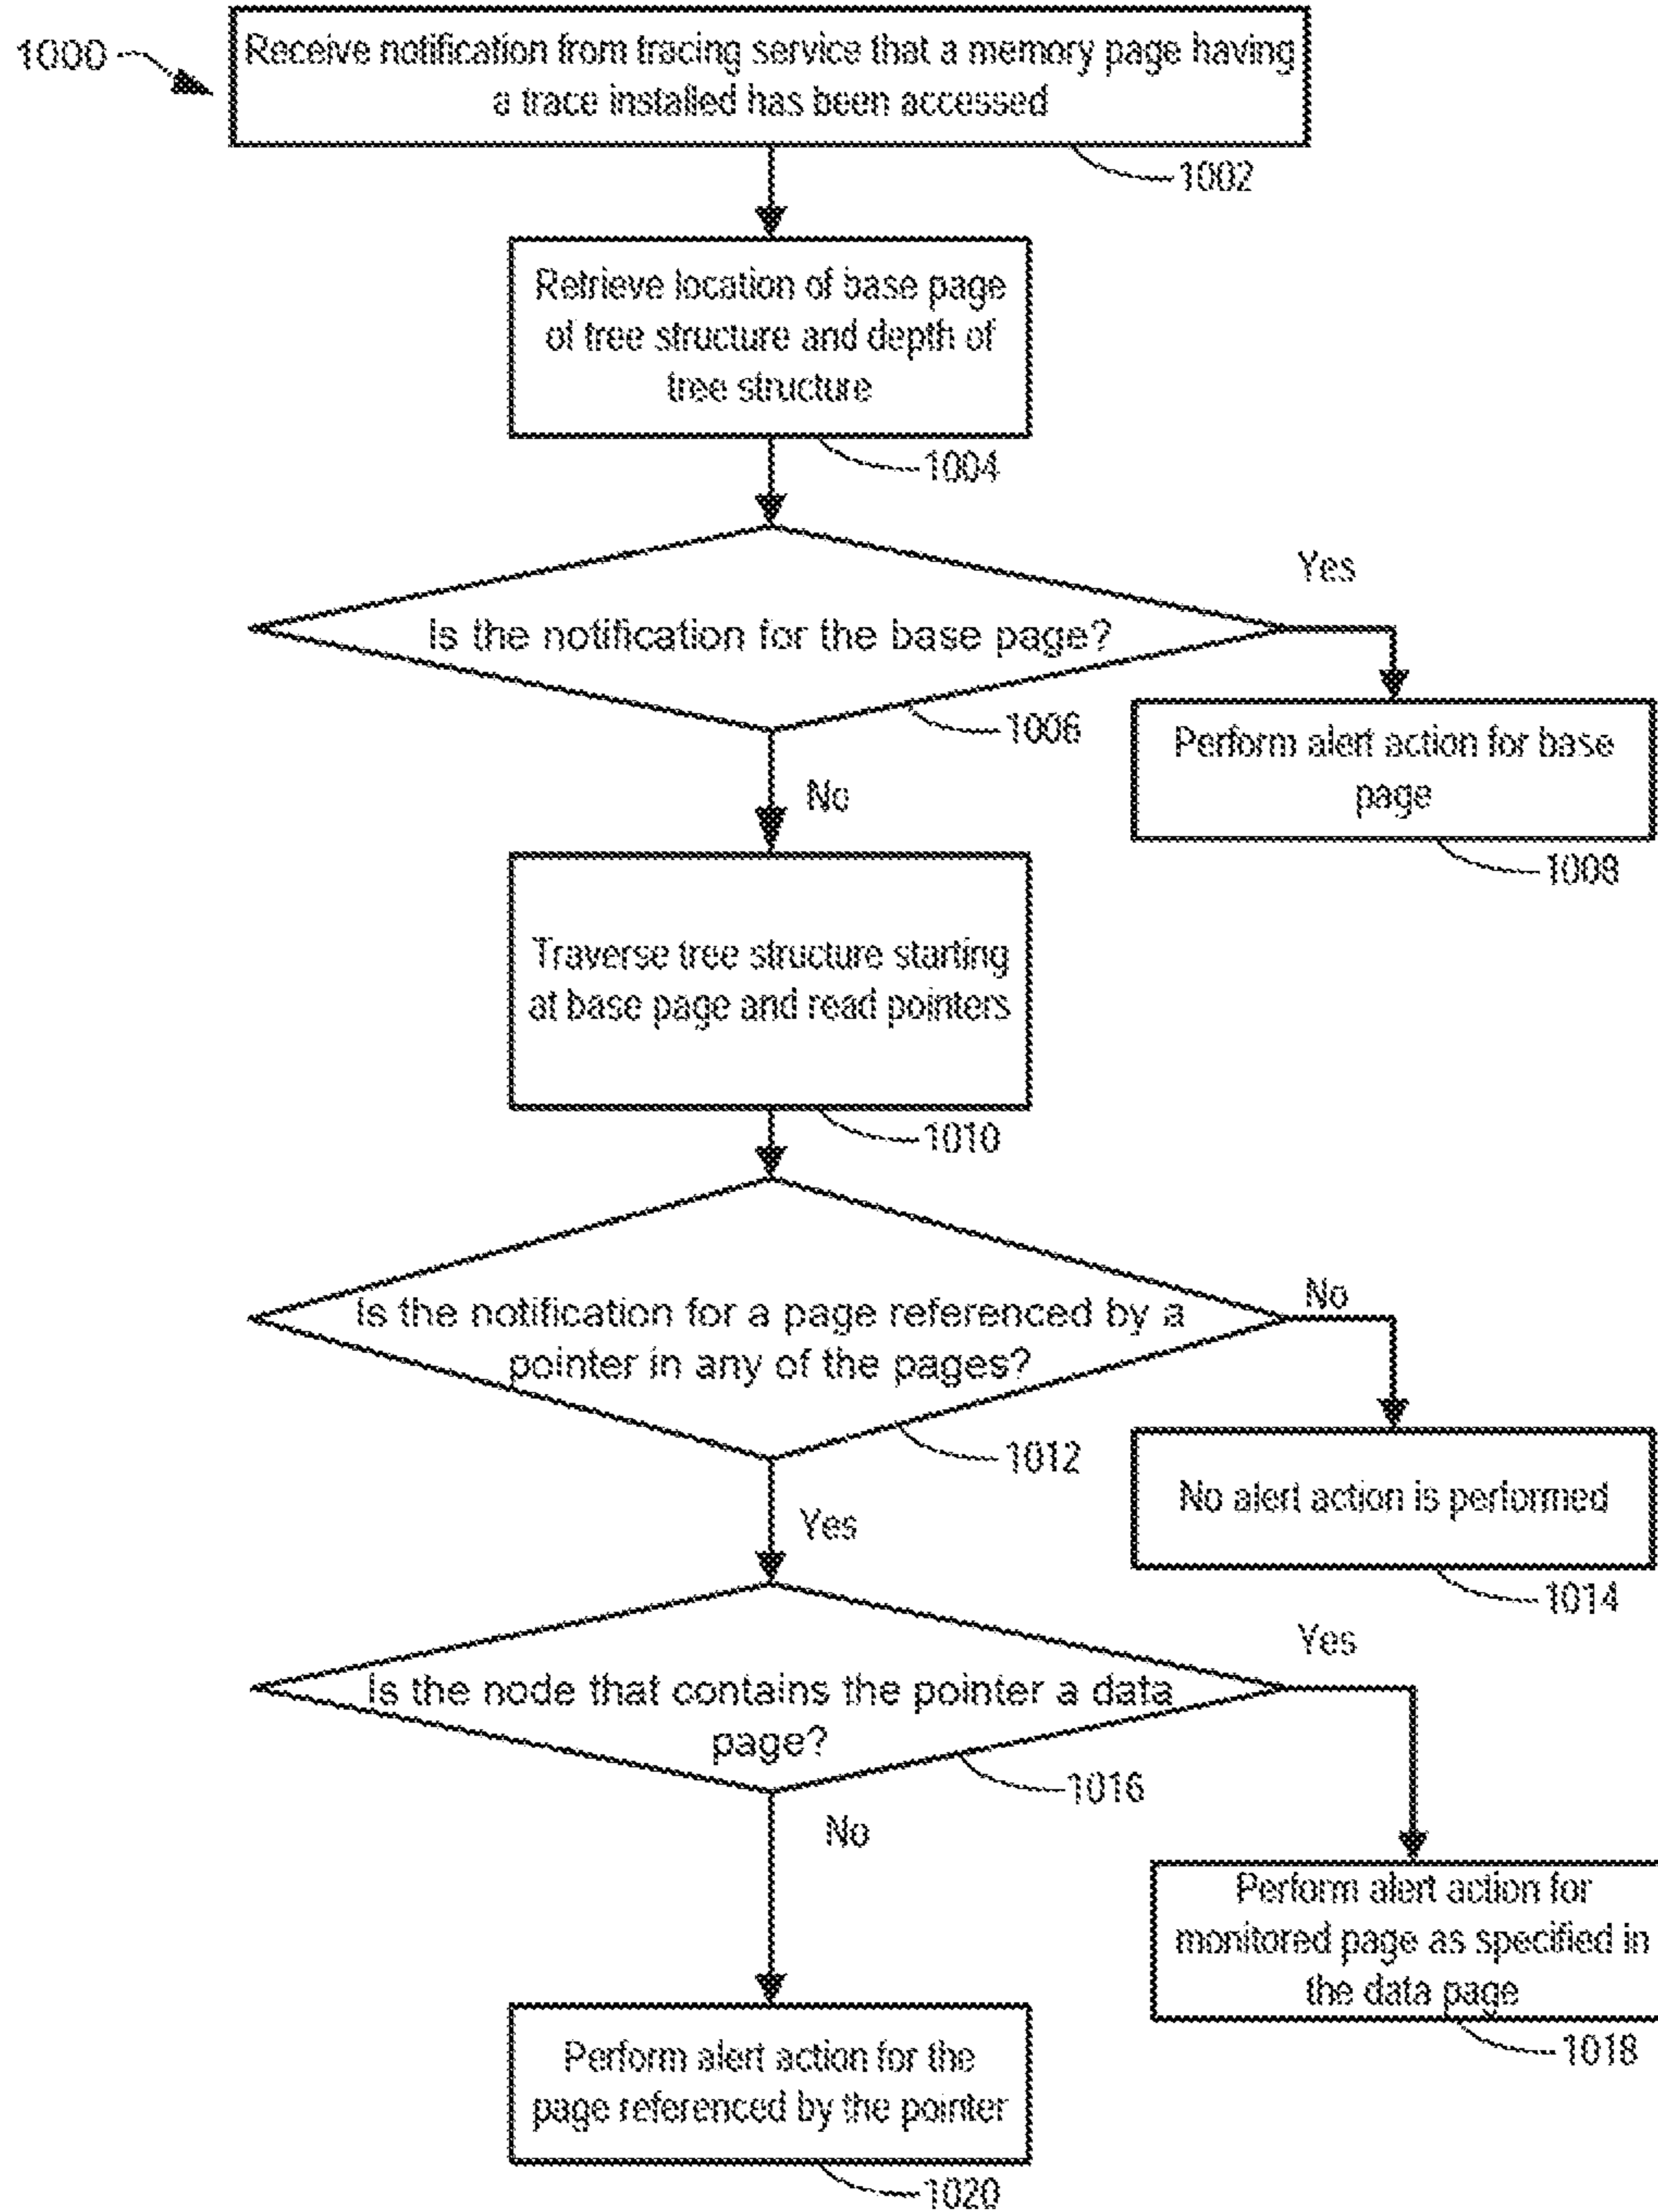 1000
Receive notification from tracing service that a memory page having
a trace installed has been accessed
1002
Retrieve location of base page
of tree structure and depth of
tree structure
1004
Is the notification for the base page?
Yes
1006
No
Perform alert action for base
page
1008
Traverse tree structure starting
at base page and read pointers
1010
Is the notification for a page referenced by a
pointer in any of the pages?
No
1012
Yes
No alert action is performed
1014
Is the node that contains the pointer a data
page?
Yes
1016
No
Perform alert action for
monitored page as specified in
the data page
1018
Perform alert action for the
page referenced by the pointer
1020